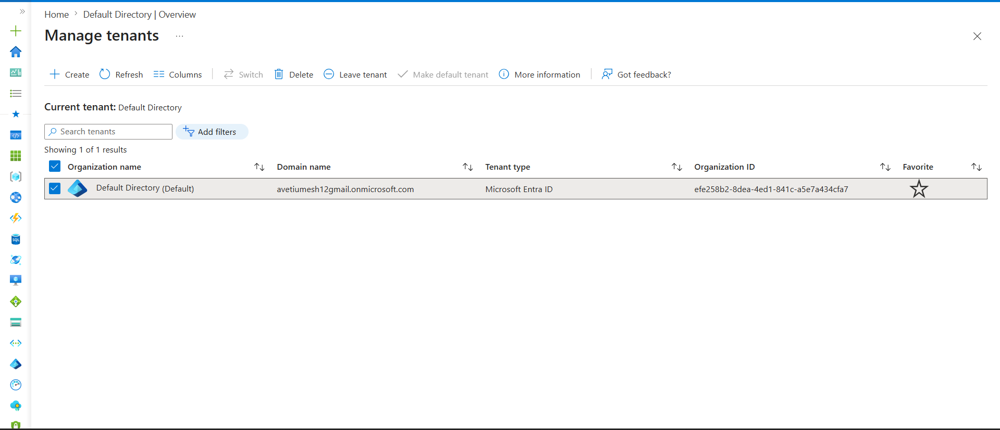 Home > Default Directory | Overview
Manage tenants ...
Create Refresh Columns Switch Delete Leave tenant Make default tenant More information Got feedback?
Current tenant: Default Directory
Search tenants Add filters
Showing 1 of 1 results
Organization name Domain name Tenant type Organization ID Favorite
Default Directory (Default) avetiumesh12gmail.onmicrosoft.com Microsoft Entra ID efe258b2-8dea-4ed1-841c-a5e7a434cfa7
SQL